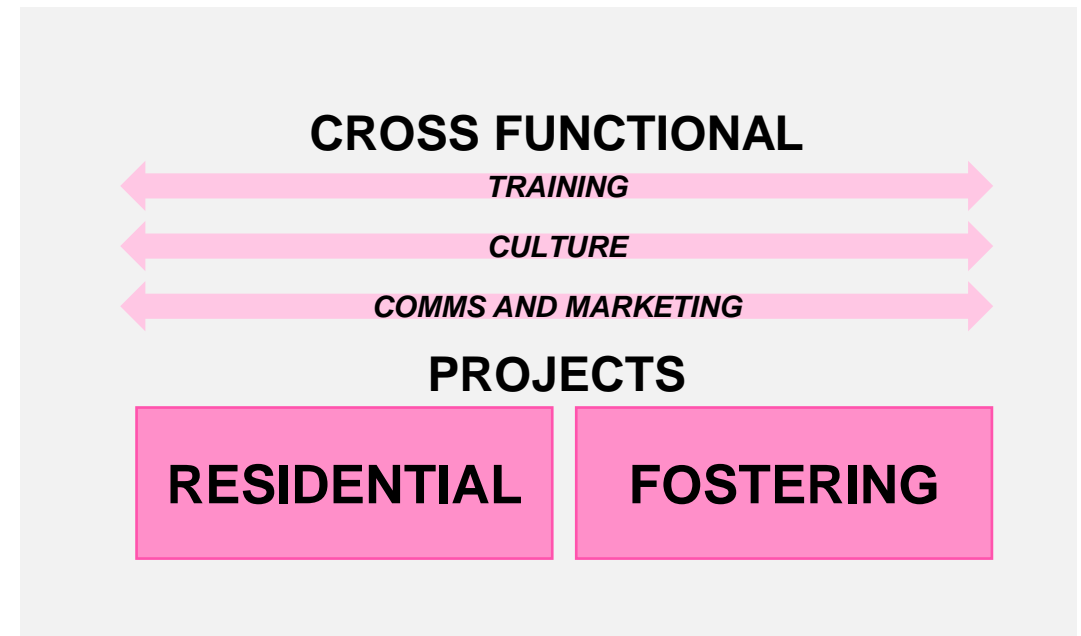 CROSS FUNCTIONAL
TRAINING
CULTURE
COMMS AND MARKETING
PROJECTS
RESIDENTIAL
FOSTERING